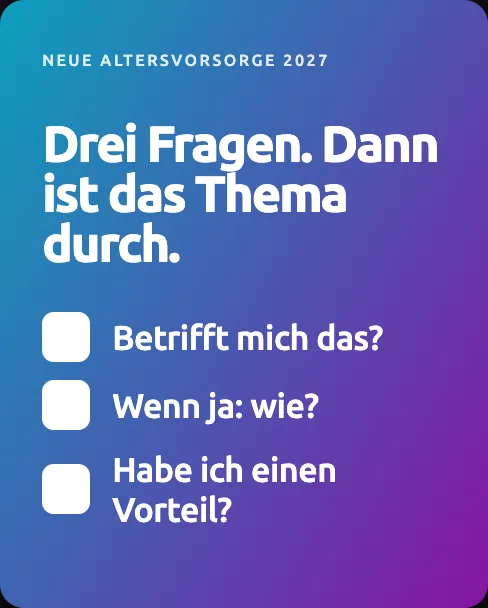 NEUE ALTERSVORSORGE 2027
Drei Fragen. Dann
ist das Thema
durch.
Betrifft mich das?
Wenn ja: wie?
Habe ich einen
Vorteil?